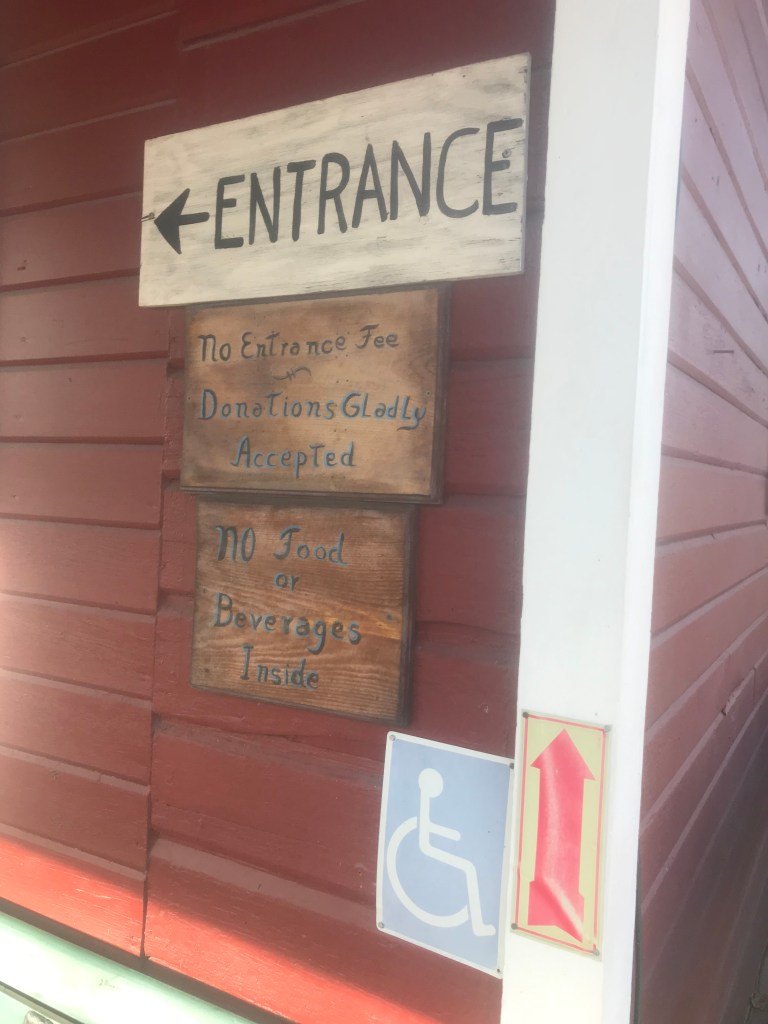 ENTRANCE
No Entrance Fee
Donations Gladly
Accepted
NO Food
or
Beverages
Inside